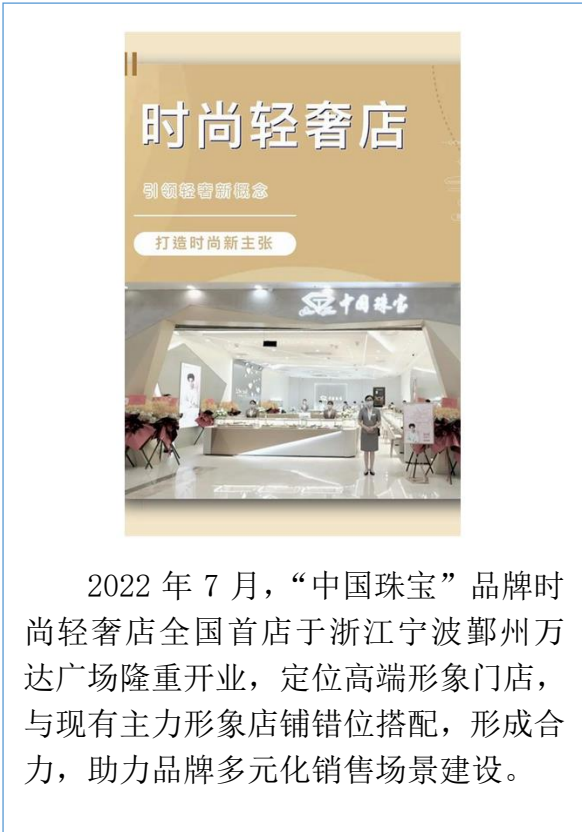 时尚轻奢店
引领轻奢新概念
打造时尚新主张
中国珠宝
2022 年 7 月，“中国珠宝”品牌时
尚轻奢店全国首店于浙江宁波鄞州万
达广场隆重开业，定位高端形象门店，
与现有主力形象店铺错位搭配，形成合
力，助力品牌多元化销售场景建设。